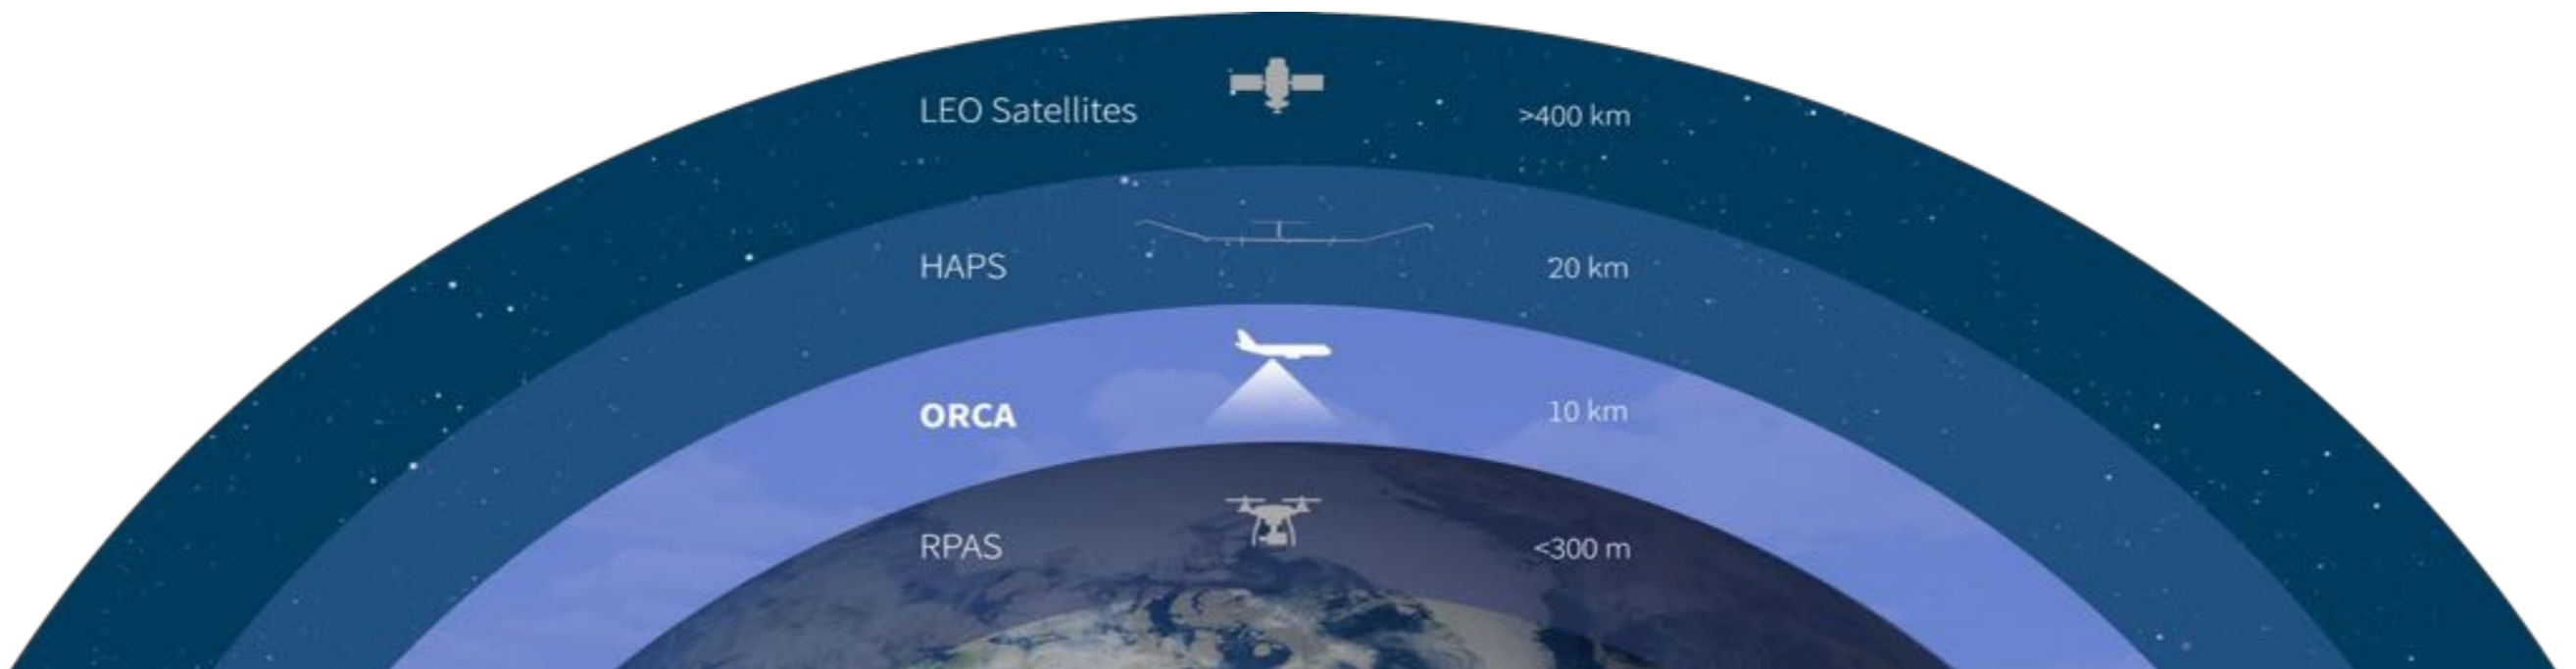 LEO Satellites >400 km
HAPS 20 km
ORCA 10 km
RPAS <300 m